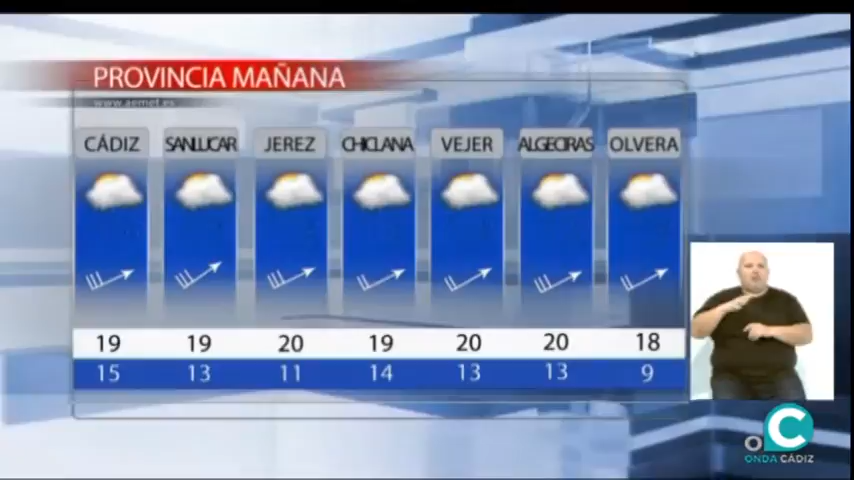 PROVINCIA MAÑANA
www.aemet.es
CÁDIZ SANLUCAR JEREZ CHICLANA VEJER ALGECIRAS OLVERA
19 19 20 19 20 20 18
15 13 11 14 13 13 9
O C
ONDA CÁDIZ